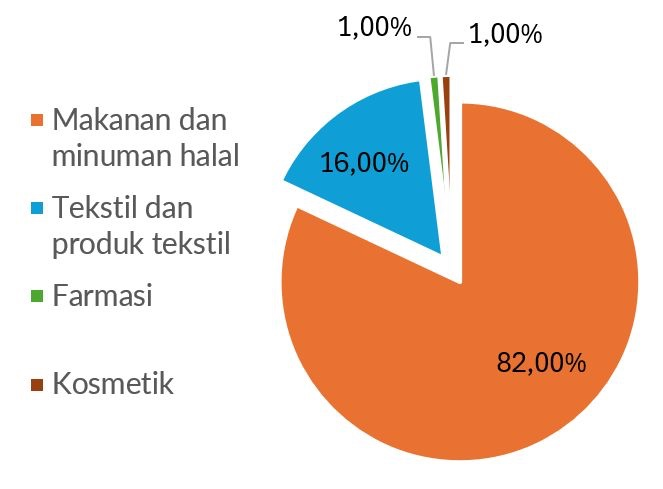 1,00%
1,00%
Makanan dan
minuman halal
16,00%
Tekstil dan
produk tekstil
Farmasi
82,00%
Kosmetik